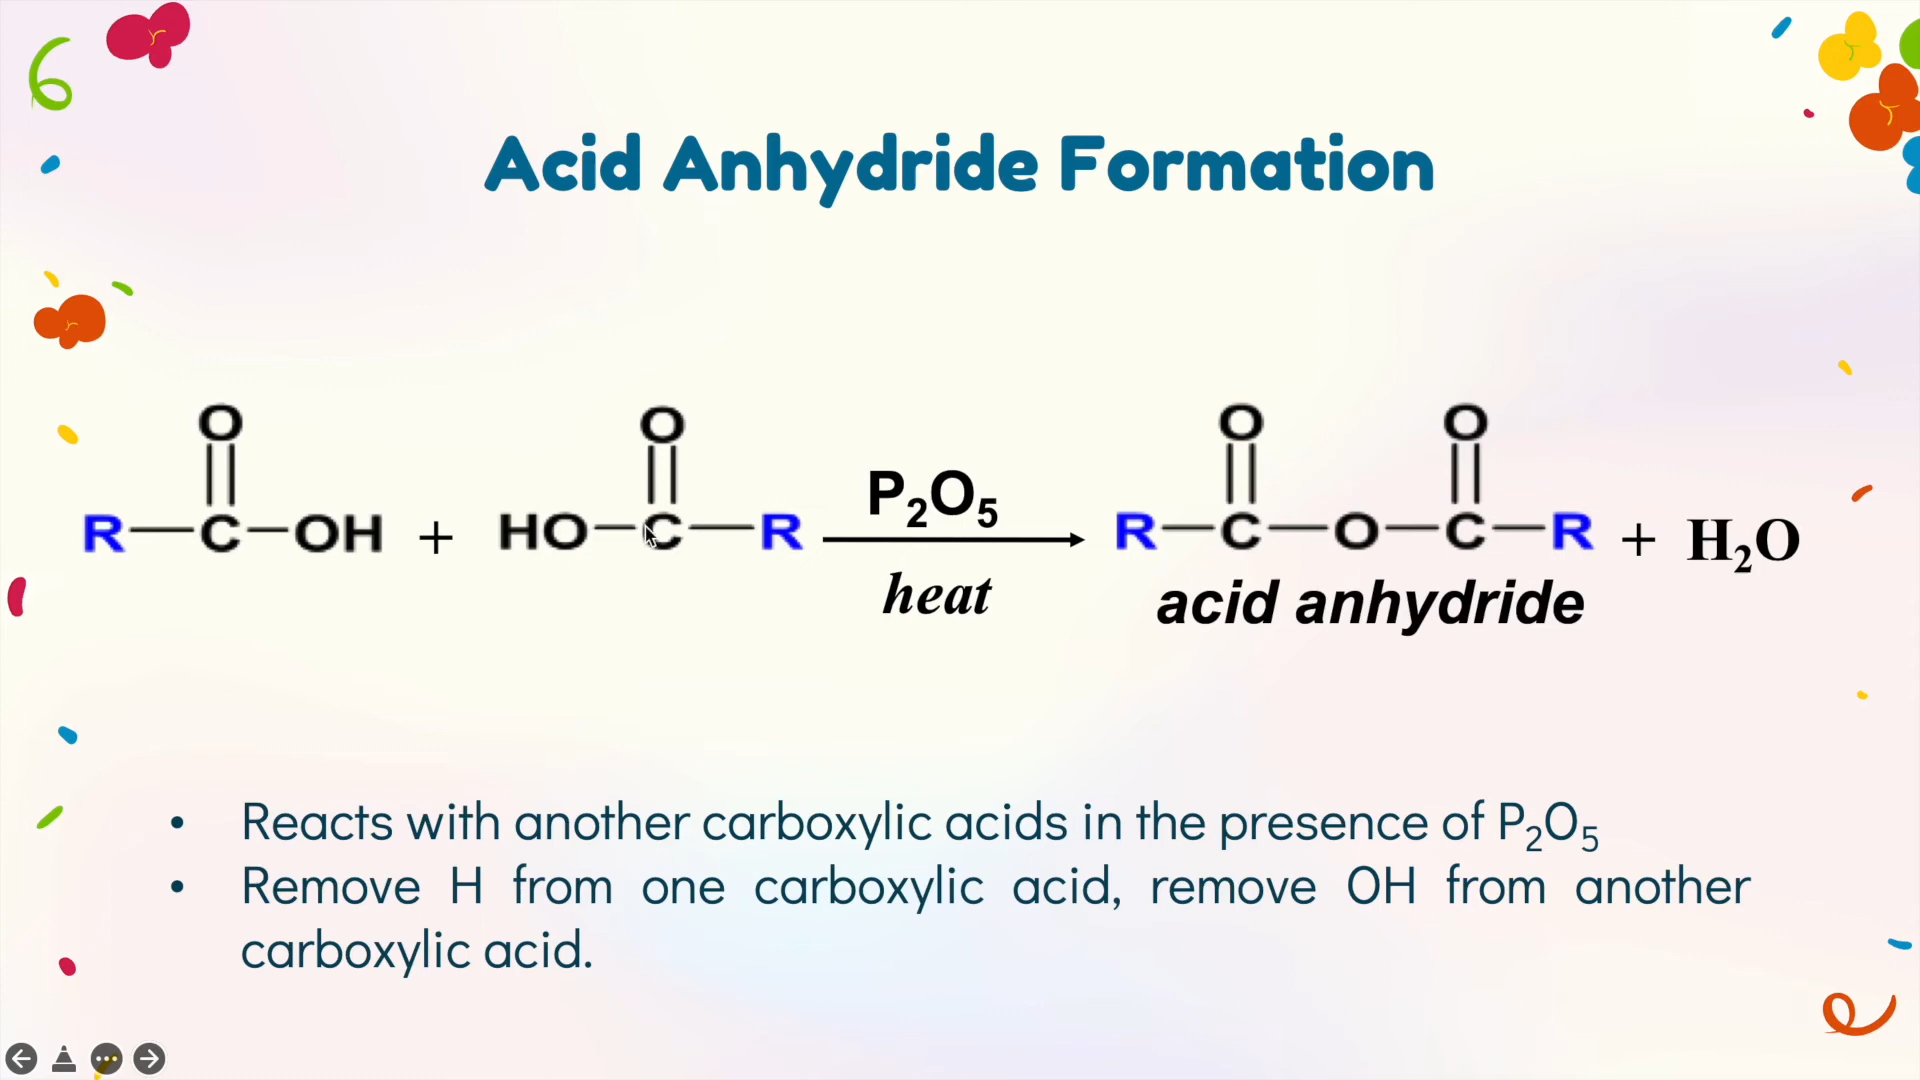 Acid Anhydride Formation
O O O O
R—C—OH + HO—C—R P₂O₅ R—C—O—C—R + H₂O
heat acid anhydride
• Reacts with another carboxylic acids in the presence of P₂O₅
• Remove H from one carboxylic acid, remove OH from another
carboxylic acid.